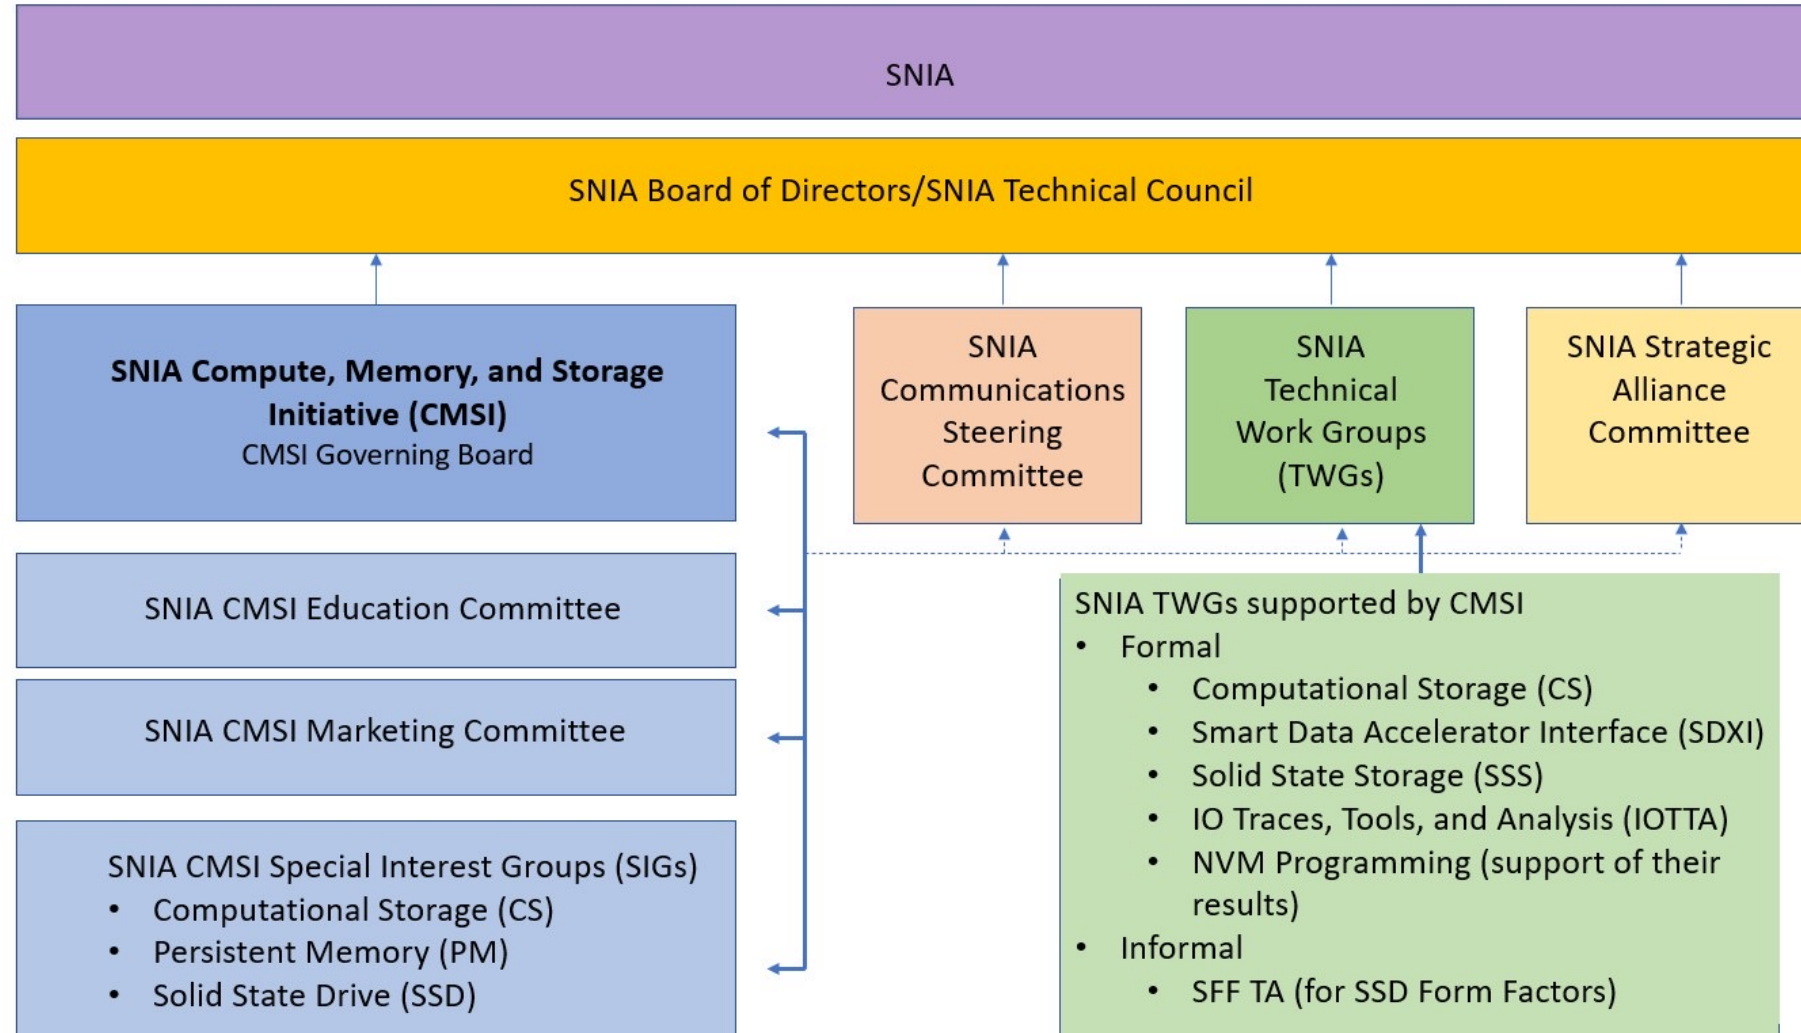 SNIA
SNIA Board of Directors/SNIA Technical Council
SNIA Compute, Memory, and Storage
Initiative (CMSI)
CMSI Governing Board
SNIA
Communications
Steering
Committee
SNIA
Technical
Work Groups
(TWGs)
SNIA Strategic
Alliance
Committee
SNIA CMSI Education Committee
SNIA CMSI Marketing Committee
SNIA CMSI Special Interest Groups (SIGs)
• Computational Storage (CS)
• Persistent Memory (PM)
• Solid State Drive (SSD)
SNIA TWGs supported by CMSI
• Formal
• Computational Storage (CS)
• Smart Data Accelerator Interface (SDXI)
• Solid State Storage (SSS)
• IO Traces, Tools, and Analysis (IOTTA)
• NVM Programming (support of their
results)
• Informal
• SFF TA (for SSD Form Factors)